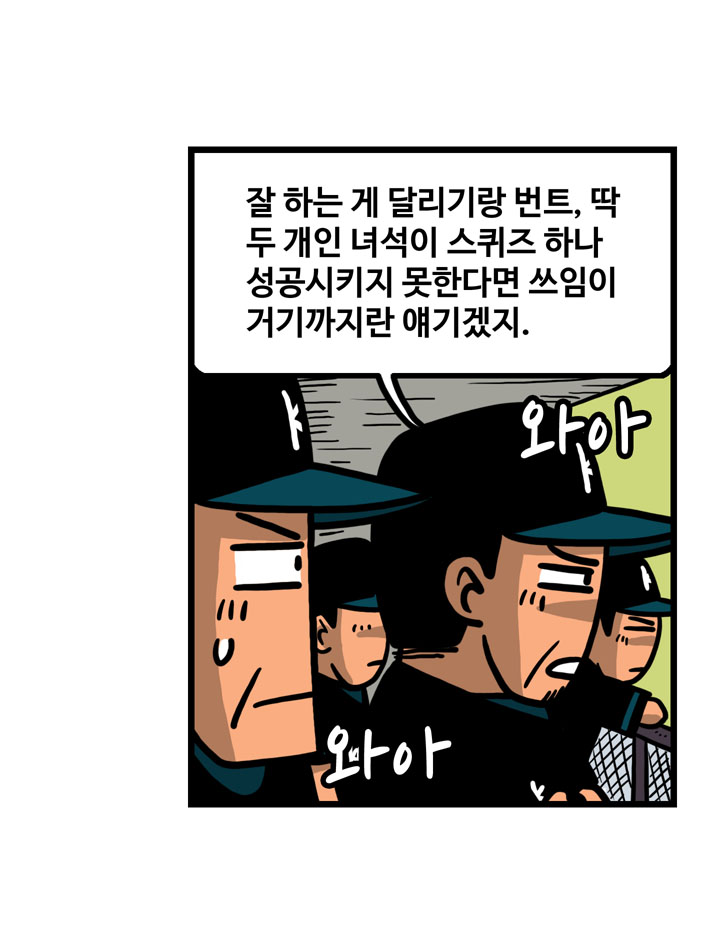 잘 하는 게 달리기랑 번트, 딱
두 개인 녀석이 스퀴즈 하나
성공시키지 못한다면 쓰임이
거기까지란 얘기겠지.
와아
와아